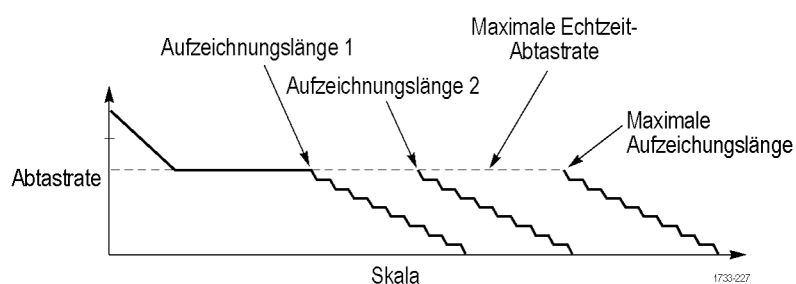 Aufzeichnungslänge 1
Aufzeichnungslänge 2
Maximale Echtzeit-
Abtastrate
Maximale
Aufzeichungslänge
Abtastrate
Skala
1733-227